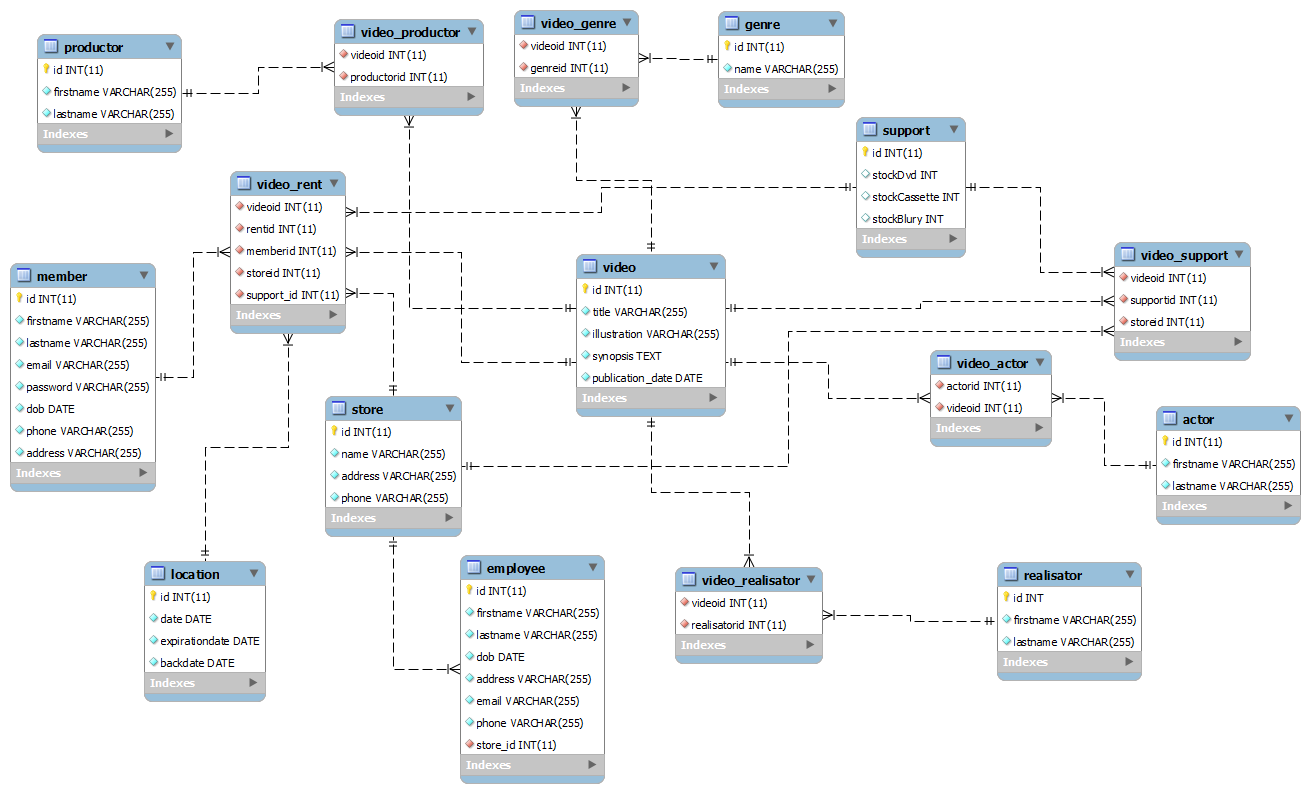 productor
id INT(11)
firstname VARCHAR(255)
lastname VARCHAR(255)
Indexes
video_productor
videoid INT(11)
productorid INT(11)
Indexes
video_genre
videoid INT(11)
genreid INT(11)
Indexes
genre
id INT(11)
name VARCHAR(255)
Indexes
support
id INT(11)
stockDvd INT
stockCassette INT
stockBlury INT
Indexes
video_rent
videoid INT(11)
rentid INT(11)
memberid INT(11)
storeid INT(11)
support_id INT(11)
Indexes
member
id INT(11)
firstname VARCHAR(255)
lastname VARCHAR(255)
email VARCHAR(255)
password VARCHAR(255)
dob DATE
phone VARCHAR(255)
address VARCHAR(255)
Indexes
video
id INT(11)
title VARCHAR(255)
illustration VARCHAR(255)
synopsis TEXT
publication_date DATE
Indexes
video_support
videoid INT(11)
supportid INT(11)
storeid INT(11)
Indexes
video_actor
actorid INT(11)
videoid INT(11)
Indexes
actor
id INT(11)
firstname VARCHAR(255)
lastname VARCHAR(255)
Indexes
store
id INT(11)
name VARCHAR(255)
address VARCHAR(255)
phone VARCHAR(255)
Indexes
location
id INT(11)
date DATE
expirationdate DATE
backdate DATE
Indexes
employee
id INT(11)
firstname VARCHAR(255)
lastname VARCHAR(255)
dob DATE
address VARCHAR(255)
email VARCHAR(255)
phone VARCHAR(255)
store_id INT(11)
Indexes
video_realisator
videoid INT(11)
realisatorid INT(11)
Indexes
realisator
id INT
firstname VARCHAR(255)
lastname VARCHAR(255)
Indexes